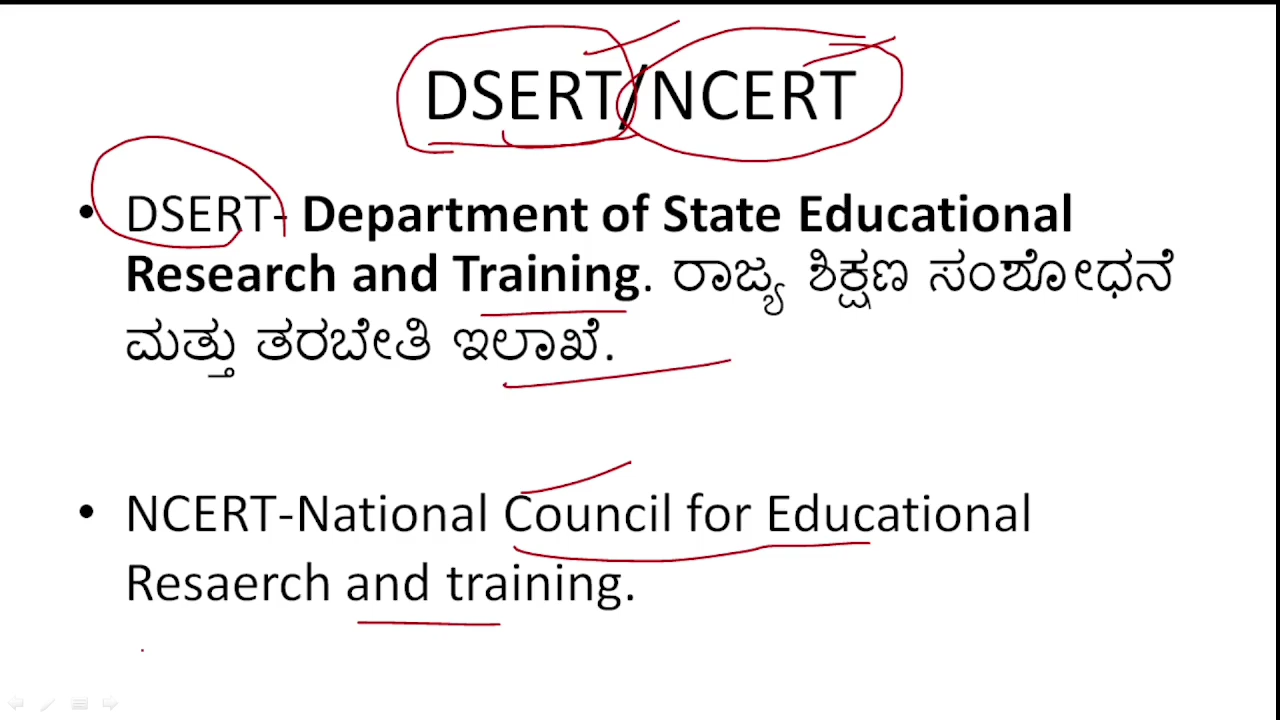 DSERT/NCERT
• DSERT- Department of State Educational
Research and Training. ರಾಜ್ಯ ಶಿಕ್ಷಣ ಸಂಶೋಧನೆ
ಮತ್ತು ತರಬೇತಿ ಇಲಾಖೆ.
• NCERT-National Council for Educational
Resaerch and training.